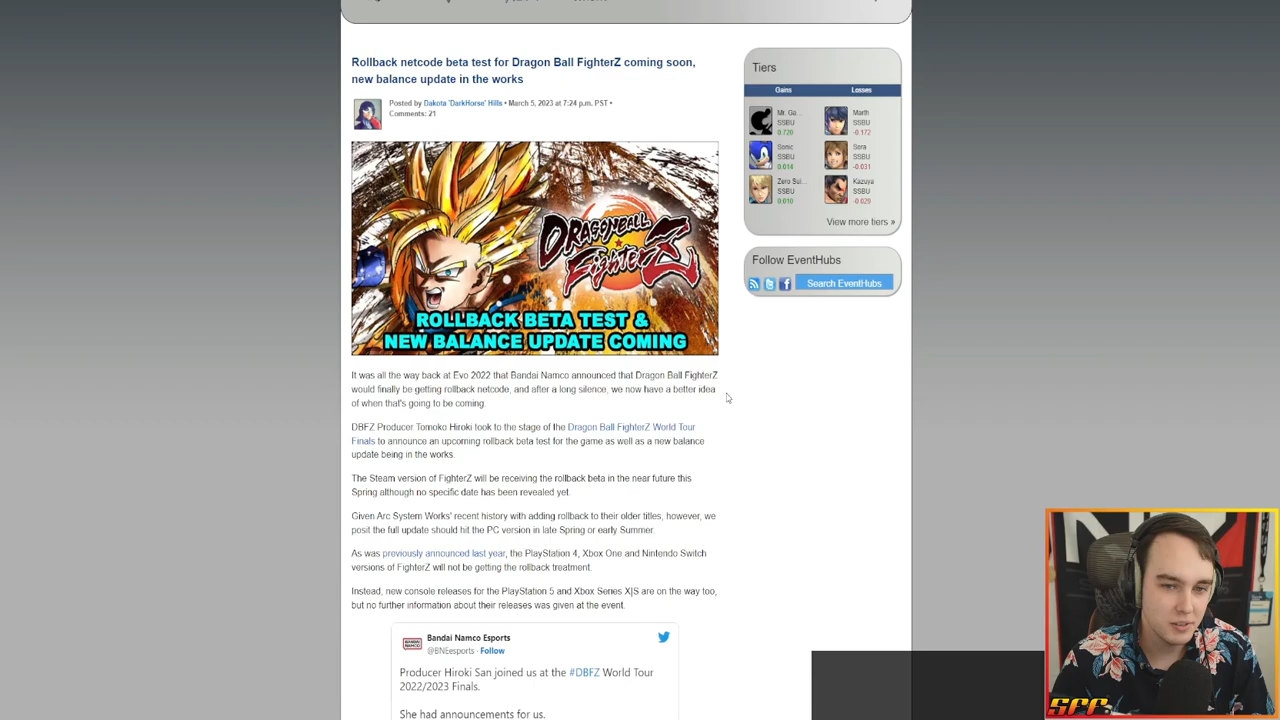 Rollback netcode beta test for Dragon Ball FighterZ coming soon,
new balance update in the works
Posted by Dakota 'DarkHorse' Hills • March 5, 2023 at 7:24 p.m. PST •
Comments: 21
DRAGONBALL
FighterZ
ROLLBACK BETA TEST &
NEW BALANCE UPDATE COMING
It was all the way back at Evo 2022 that Bandai Namco announced that Dragon Ball FighterZ
would finally be getting rollback netcode, and after a long silence, we now have a better idea
of when that's going to be coming.
DBFZ Producer Tomoko Hiroki took to the stage of the Dragon Ball FighterZ World Tour
Finals to announce an upcoming rollback beta test for the game as well as a new balance
update being in the works.
The Steam version of FighterZ will be receiving the rollback beta in the near future this
Spring although no specific date has been revealed yet.
Given Arc System Works' recent history with adding rollback to their older titles, however, we
posit the full update should hit the PC version in late Spring or early Summer.
As was previously announced last year, the PlayStation 4, Xbox One and Nintendo Switch
versions of FighterZ will not be getting the rollback treatment.
Instead, new console releases for the PlayStation 5 and Xbox Series X|S are on the way too,
but no further information about their releases was given at the event.
Bandai Namco Esports
@BNEesports · Follow
Producer Hiroki San joined us at the #DBFZ World Tour
2022/2023 Finals.
She had announcements for us.
Tiers
Gains Losses
Mr. Ga...
SSBU
0.720
Marth
SSBU
-0.172
Sonic
SSBU
0.014
Sora
SSBU
-0.031
Zero Sui...
SSBU
0.010
Kazuya
SSBU
-0.029
View more tiers »
Follow EventHubs
Search EventHubs
SFF.